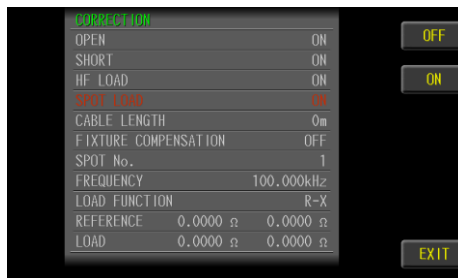 CORRECTION
OPEN ON
SHORT ON
HF LOAD ON
SPOT LOAD ON
CABLE LENGTH 0m
FIXTURE COMPENSATION OFF
SPOT No. 1
FREQUENCY 100.000kHz
LOAD FUNCTION R-X
REFERENCE 0.0000 Ω 0.0000 Ω
LOAD 0.0000 Ω 0.0000 Ω
OFF
ON
EXIT